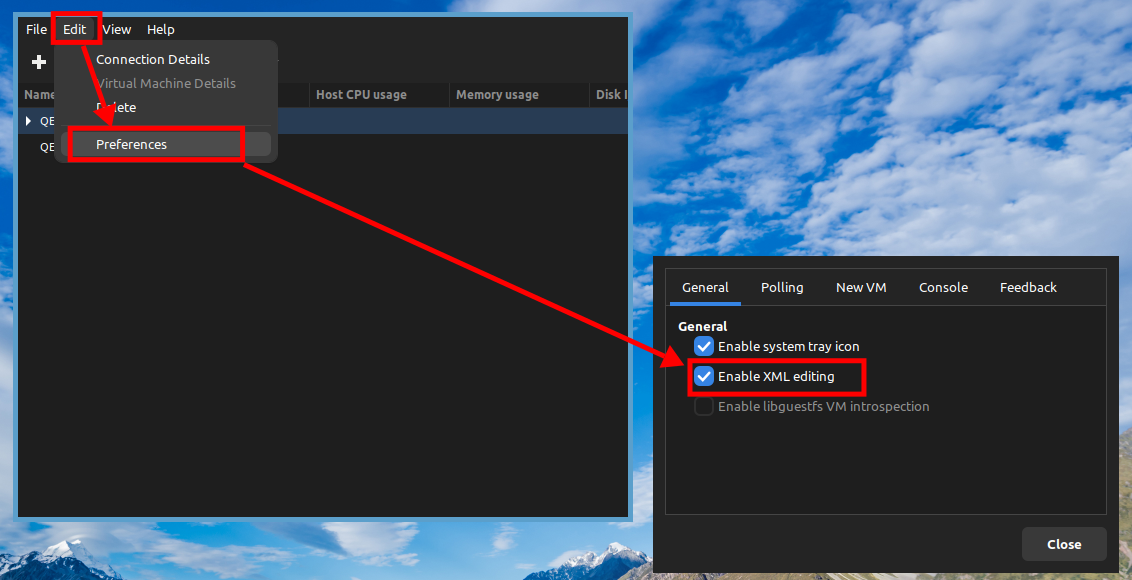 File Edit View Help
Connection Details
Virtual Machine Details
Delete
Name Host CPU usage Memory usage Disk I
QE
Preferences
QE
General Polling New VM Console Feedback
General
Enable system tray icon
Enable XML editing
Enable libguestfs VM introspection
Close